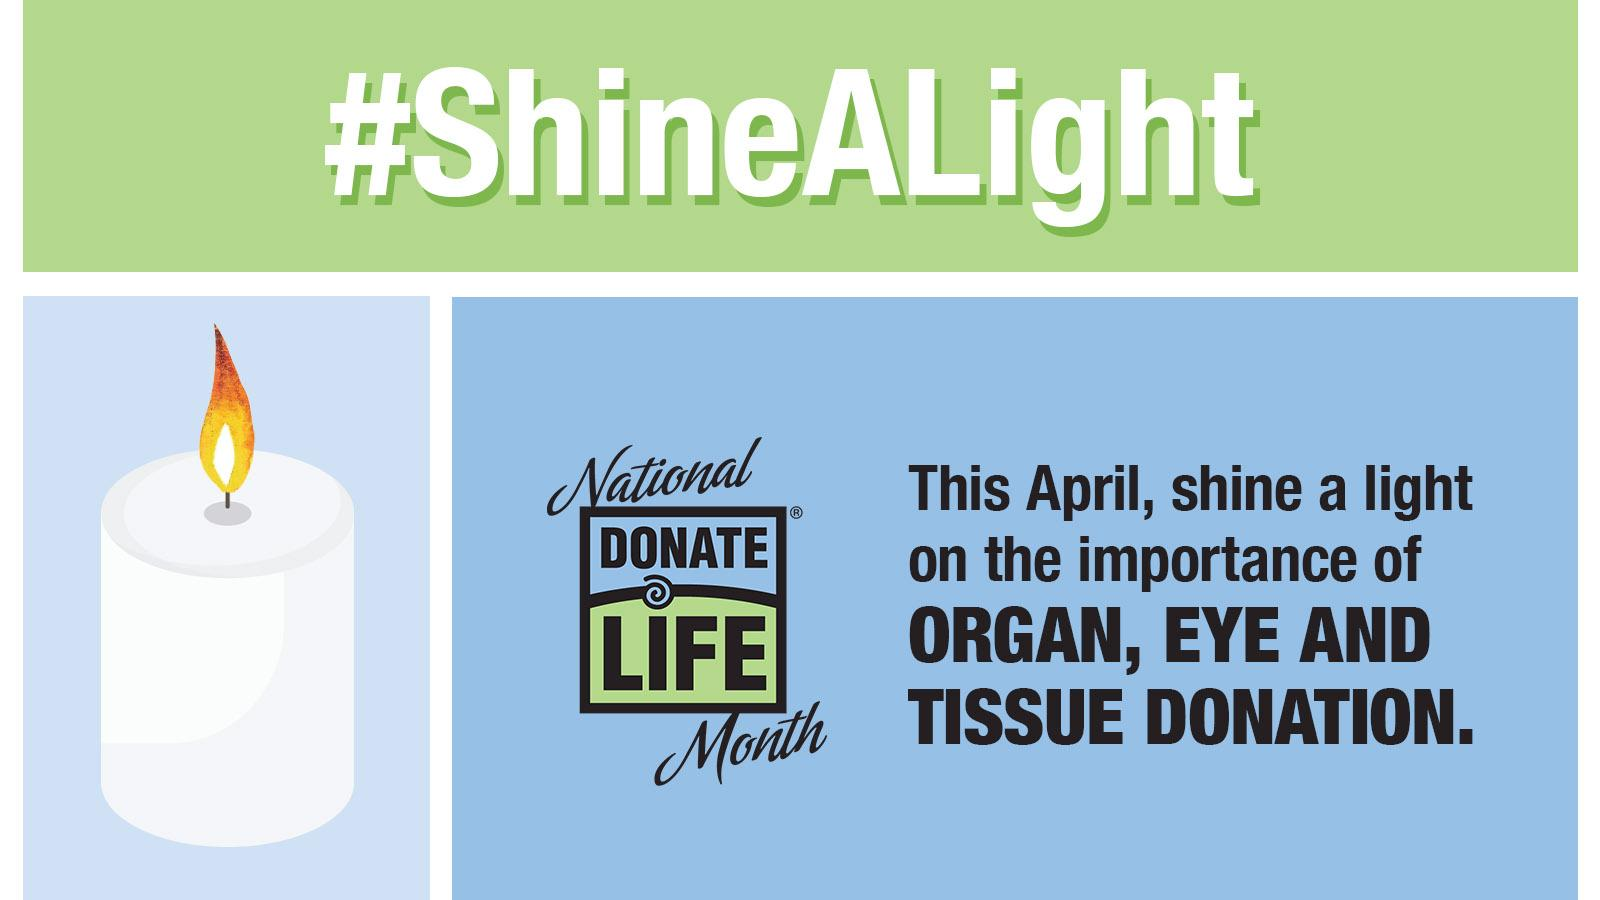 #ShineALight
National
DONATE ®
LIFE
Month
This April, shine a light
on the importance of
ORGAN, EYE AND
TISSUE DONATION.